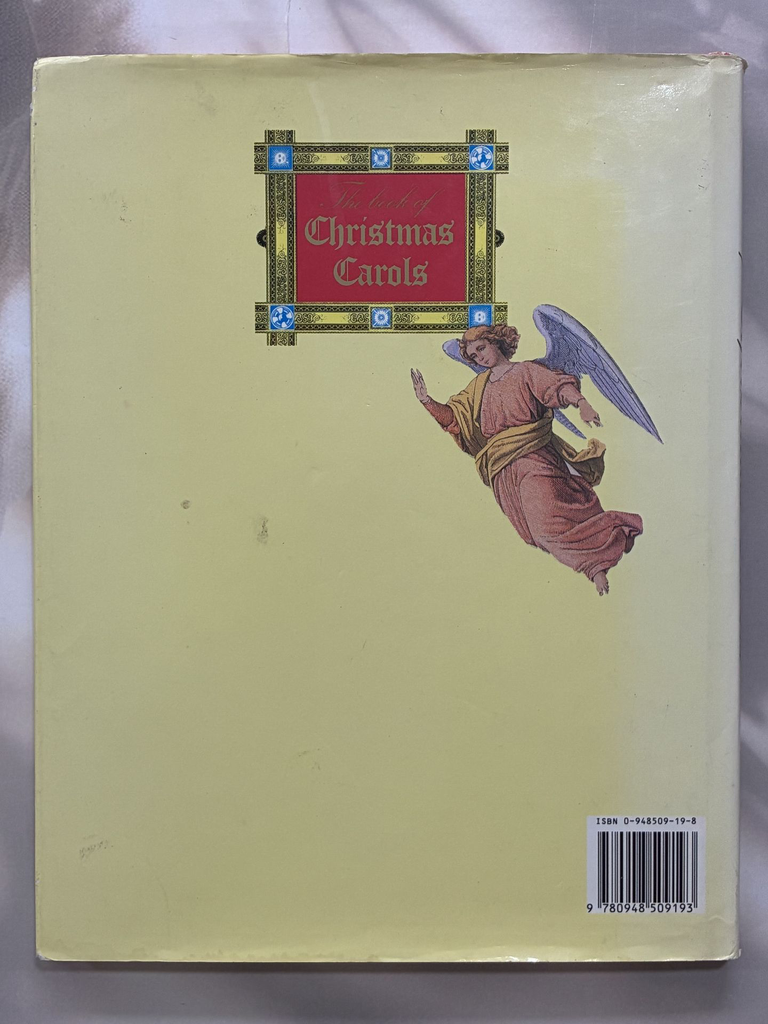 The book of
Christmas
Carols
ISBN 0-948509-19-8
9 780948 509193